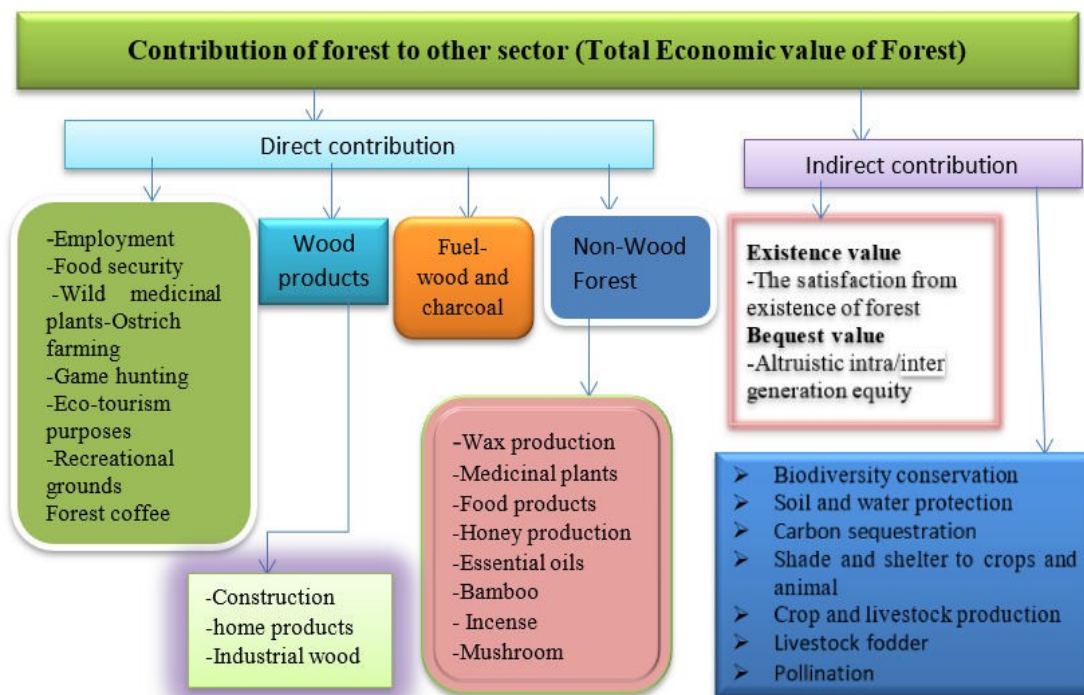 Contribution of forest to other sector (Total Economic value of Forest)
Direct contribution
Indirect contribution
-Employment
-Food security
-Wild medicinal
plants-Ostrich
farming
-Game hunting
-Eco-tourism
purposes
-Recreational
grounds
Forest coffee
Wood
products
Fuel-
wood and
charcoal
Non-Wood
Forest
Existence value
-The satisfaction from
existence of forest
Bequest value
-Altruistic intra/inter
generation equity
-Construction
-home products
-Industrial wood
-Wax production
-Medicinal plants
-Food products
-Honey production
-Essential oils
-Bamboo
- Incense
-Mushroom
➢ Biodiversity conservation
➢ Soil and water protection
➢ Carbon sequestration
➢ Shade and shelter to crops and
animal
➢ Crop and livestock production
➢ Livestock fodder
➢ Pollination